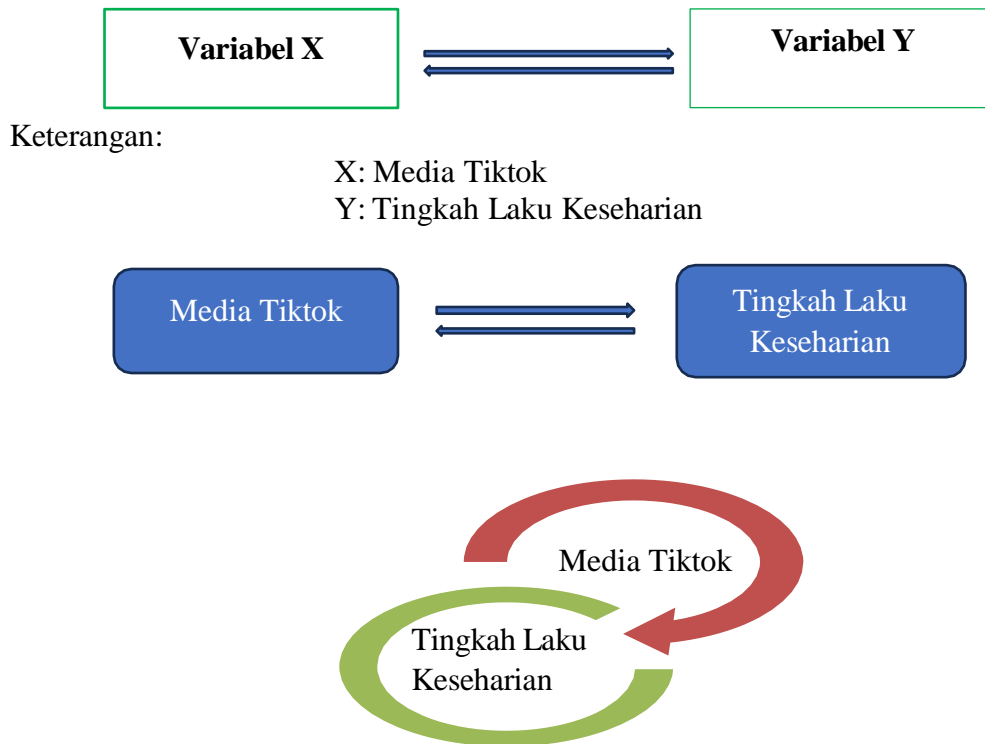 Variabel X
Variabel Y
Keterangan:
X: Media Tiktok
Y: Tingkah Laku Keseharian
Media Tiktok
Tingkah Laku
Keseharian
Media Tiktok
Tingkah Laku
Keseharian